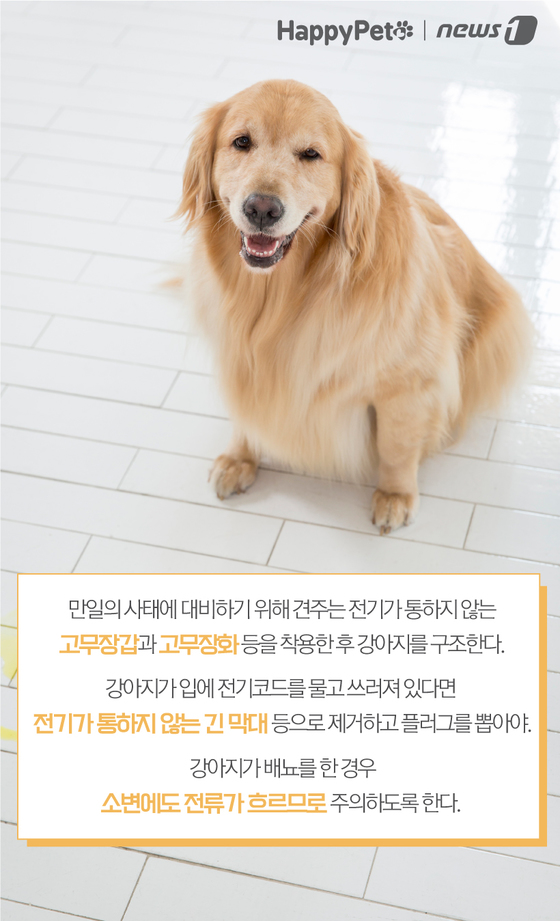 HappyPet | news1
만일의 사태에 대비하기 위해 견주는 전기가 통하지 않는
고무장갑과 고무장화 등을 착용한 후 강아지를 구조한다.
강아지가 입에 전기코드를 물고 쓰러져 있다면
전기가 통하지 않는 긴 막대 등으로 제거하고 플러그를 뽑아야.
강아지가 배뇨를 한 경우
소변에도 전류가 흐르므로 주의하도록 한다.